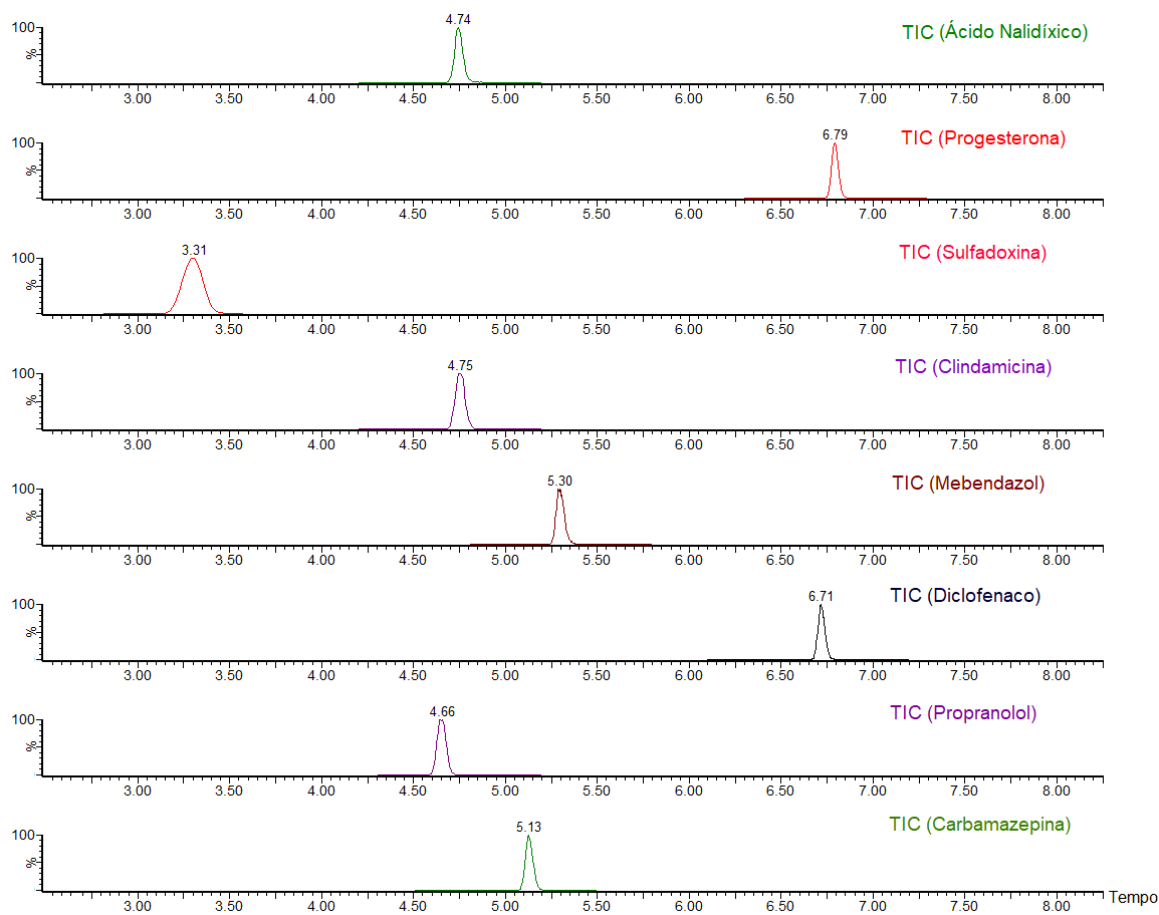 4.74
TIC (Ácido Nalidíxico)
100
%
3.00 3.50 4.00 4.50 5.00 5.50 6.00 6.50 7.00 7.50 8.00
6.79
TIC (Progesterona)
100
%
3.00 3.50 4.00 4.50 5.00 5.50 6.00 6.50 7.00 7.50 8.00
3.31
TIC (Sulfadoxina)
100
%
3.00 3.50 4.00 4.50 5.00 5.50 6.00 6.50 7.00 7.50 8.00
4.75
TIC (Clindamicina)
100
%
3.00 3.50 4.00 4.50 5.00 5.50 6.00 6.50 7.00 7.50 8.00
5.30
TIC (Mebendazol)
100
%
3.00 3.50 4.00 4.50 5.00 5.50 6.00 6.50 7.00 7.50 8.00
6.71
TIC (Diclofenaco)
100
%
3.00 3.50 4.00 4.50 5.00 5.50 6.00 6.50 7.00 7.50 8.00
4.66
TIC (Propranolol)
100
%
3.00 3.50 4.00 4.50 5.00 5.50 6.00 6.50 7.00 7.50 8.00
5.13
TIC (Carbamazepina)
100
%
Tempo
3.00 3.50 4.00 4.50 5.00 5.50 6.00 6.50 7.00 7.50 8.00